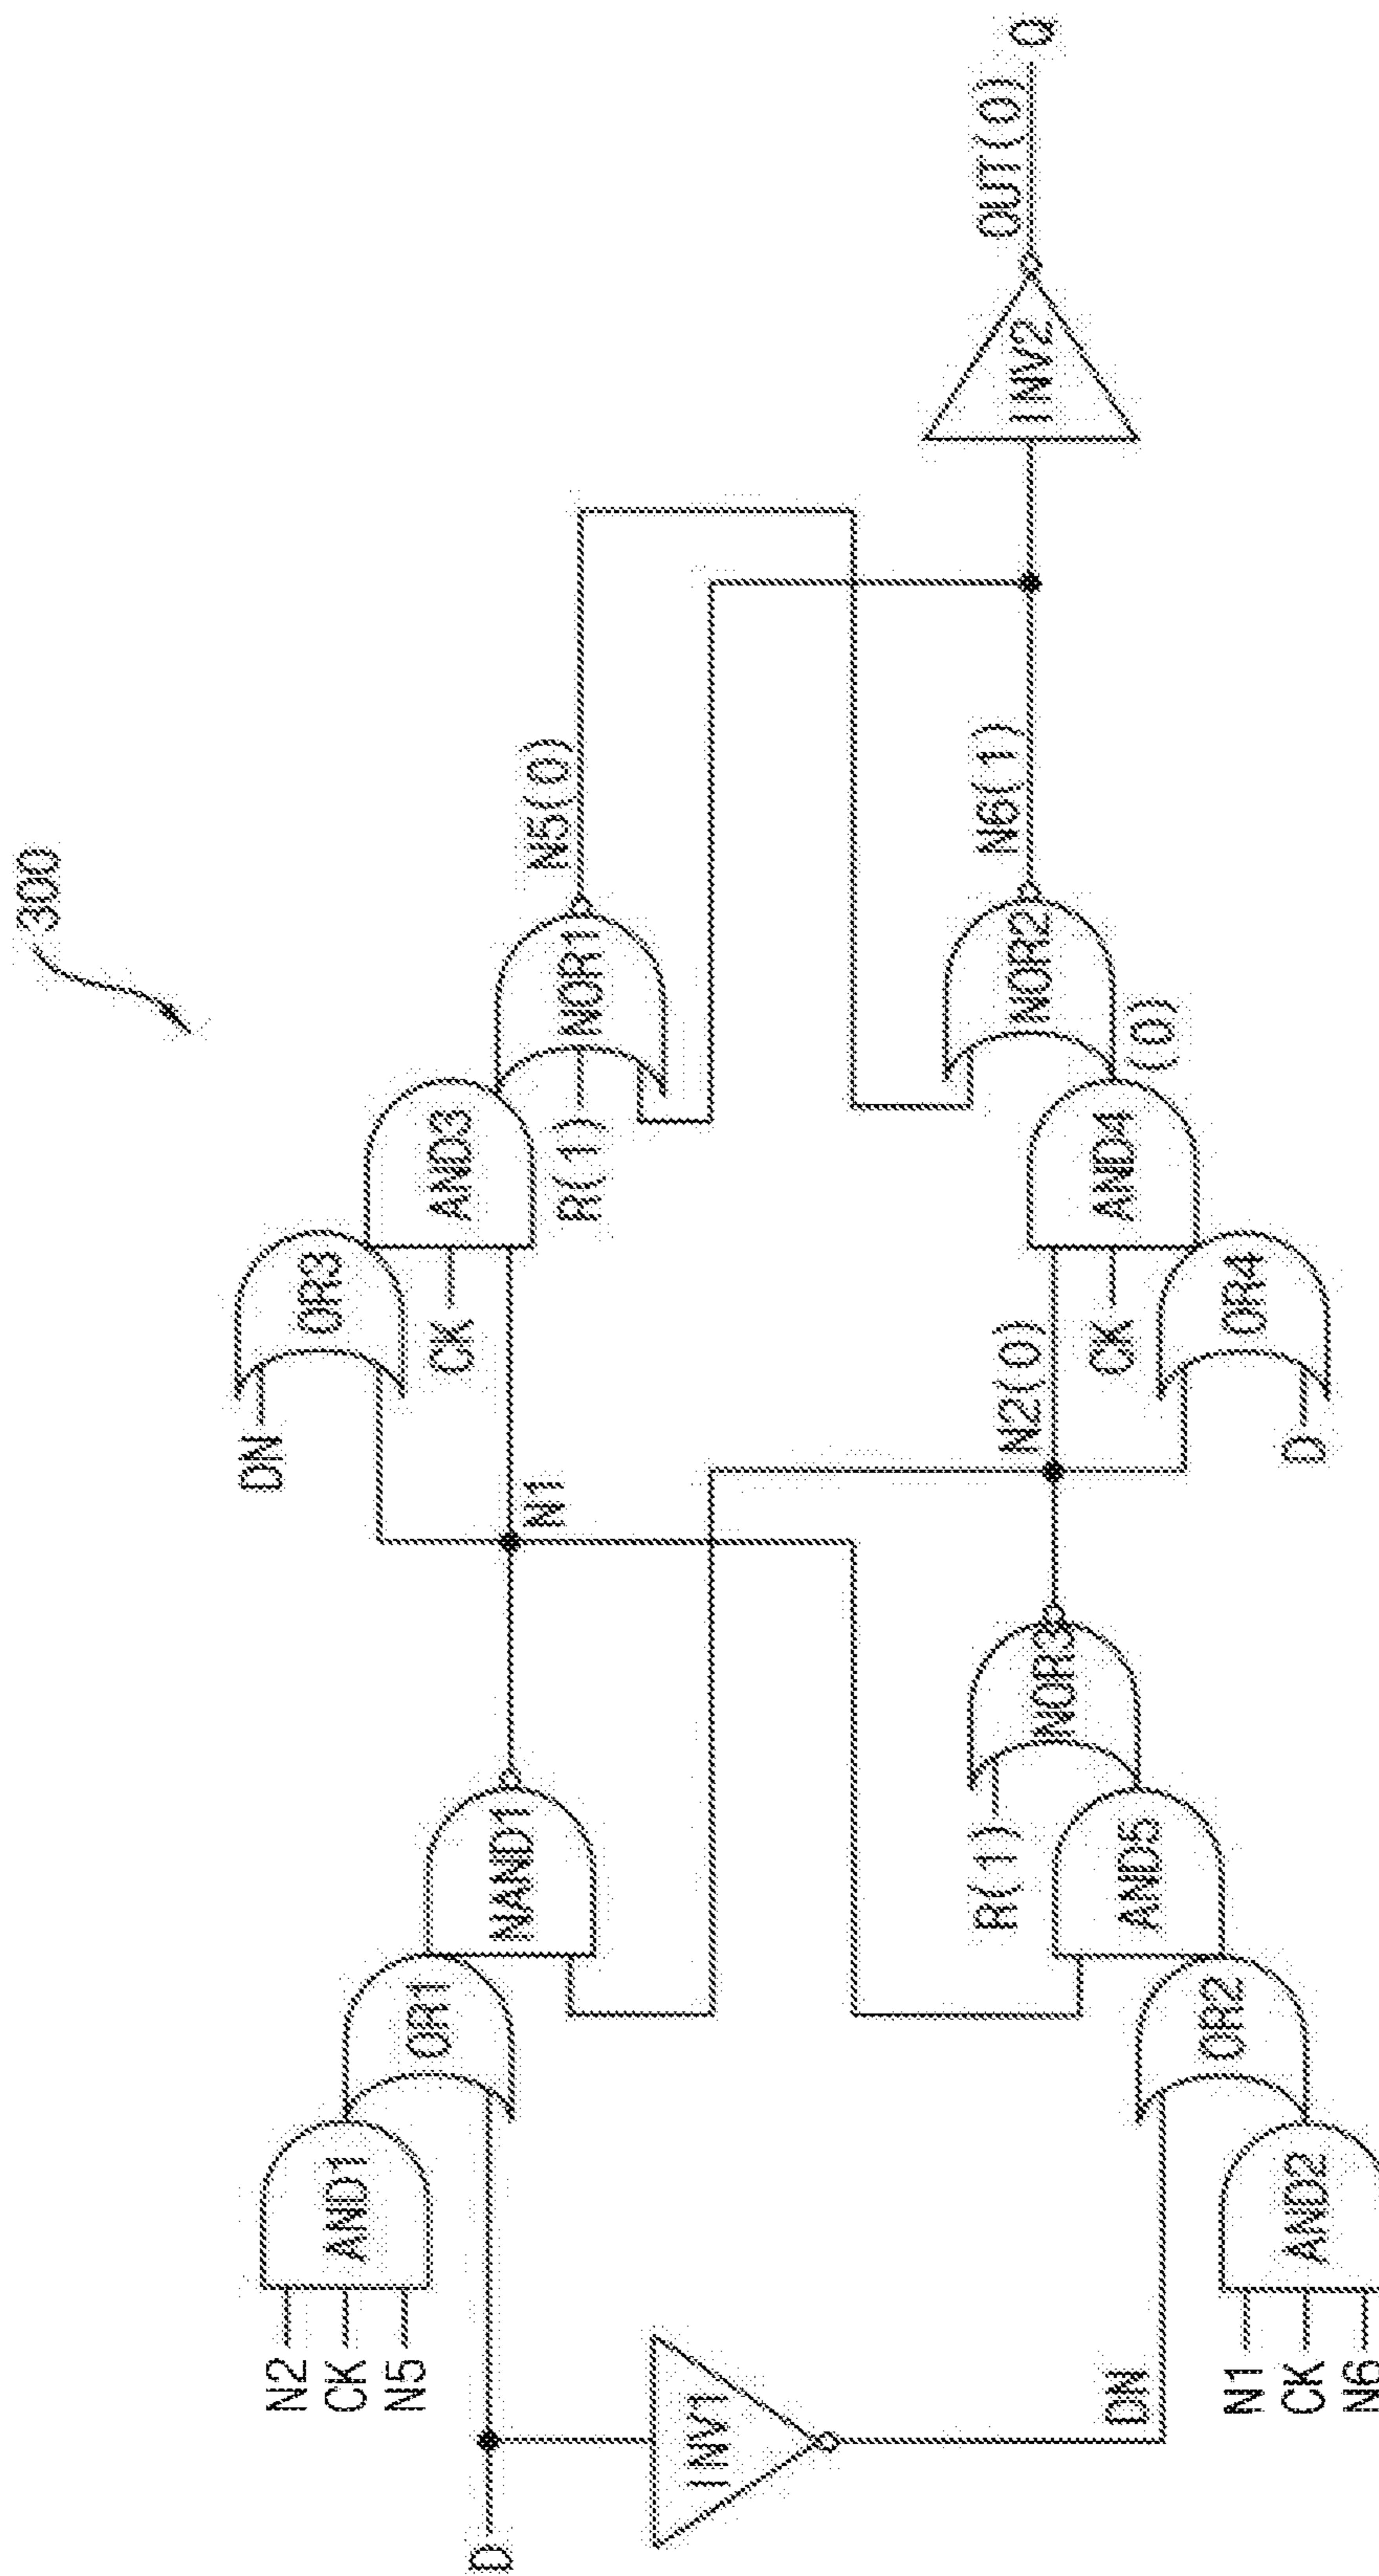 300
N2
CK
N5
AND1
OR1
NAND1
N1
DN
OR3
CK
AND3
R(1)
NOR1
N5(0)
D
INV1
DN
N1
CK
N6
AND2
OR2
AND5
R(1)
NOR3
N2(0)
CK
AND4
(0)
D
OR4
NOR2
N6(1)
INV2
OUT(0)
Q